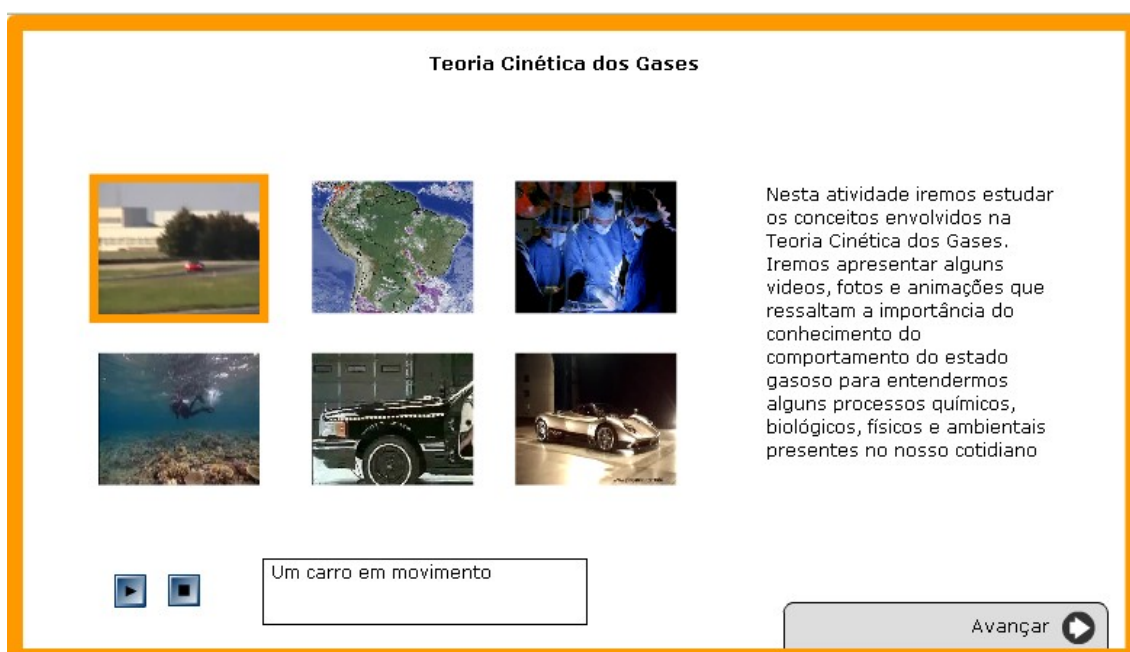 Teoria Cinética dos Gases
Nesta atividade iremos estudar
os conceitos envolvidos na
Teoria Cinética dos Gases.
Iremos apresentar alguns
videos, fotos e animações que
ressaltam a importância do
conhecimento do
comportamento do estado
gasoso para entendermos
alguns processos químicos,
biológicos, físicos e ambientais
presentes no nosso cotidiano
Um carro em movimento
Avançar